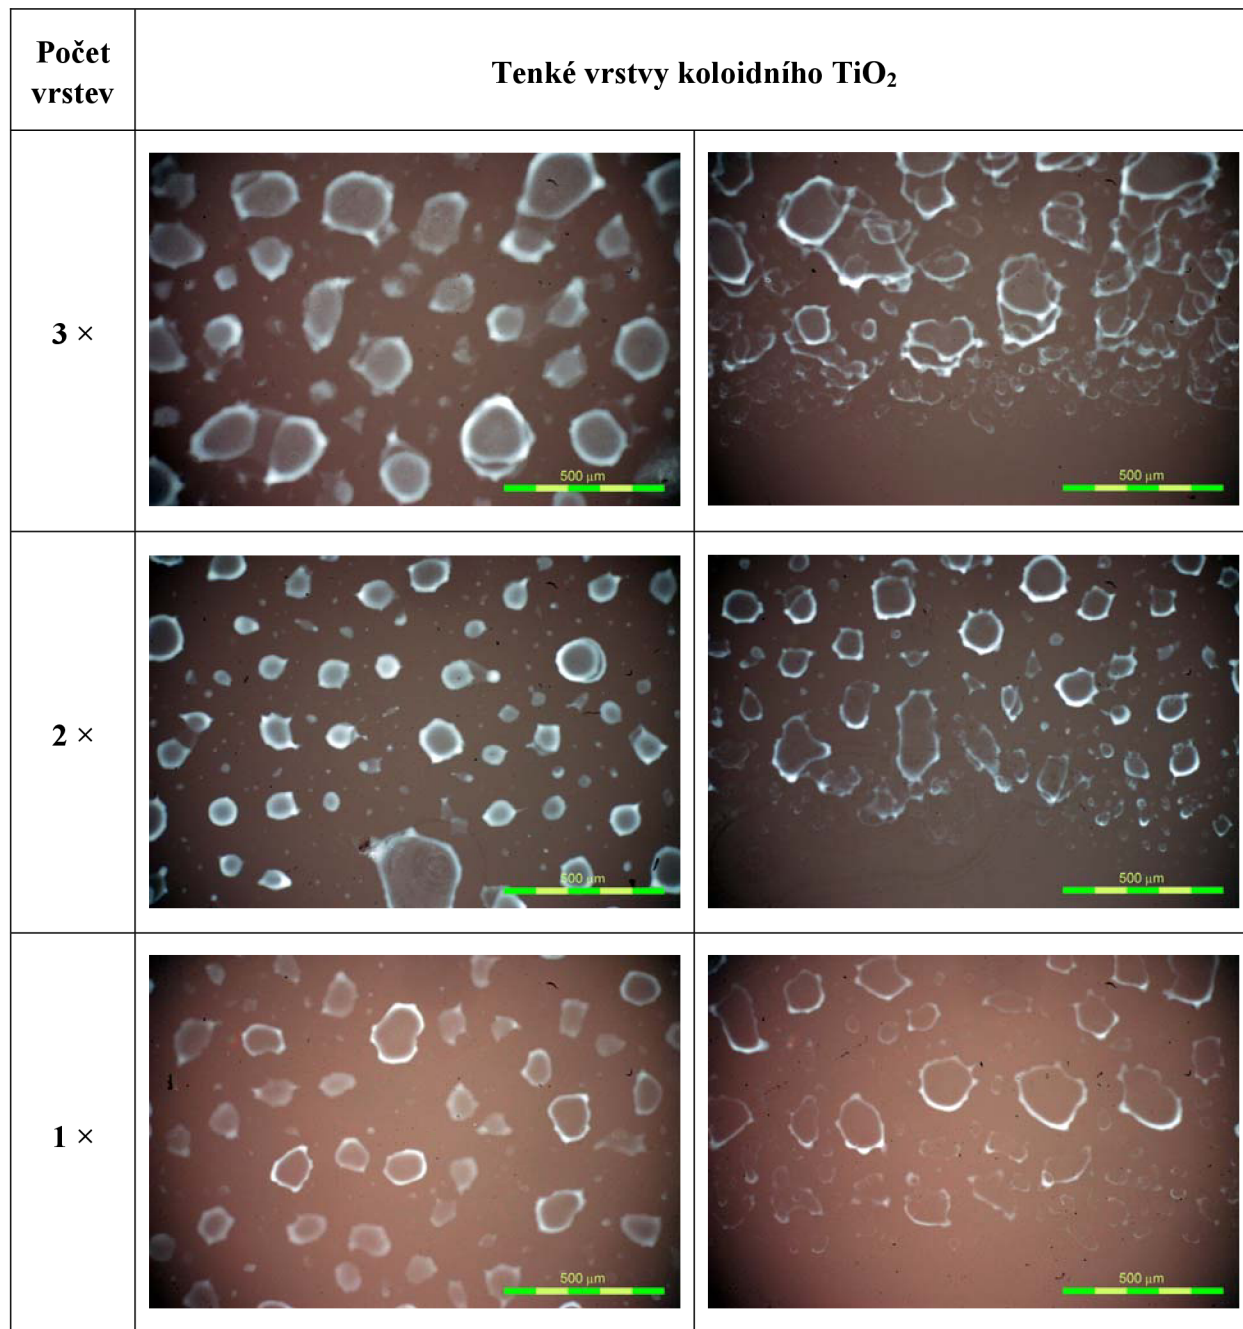 Počet
vrstev
Tenké vrstvy koloidního TiO₂
3 ×
500 µm
500 µm
2 ×
500 µm
500 µm
1 ×
500 µm
500 µm